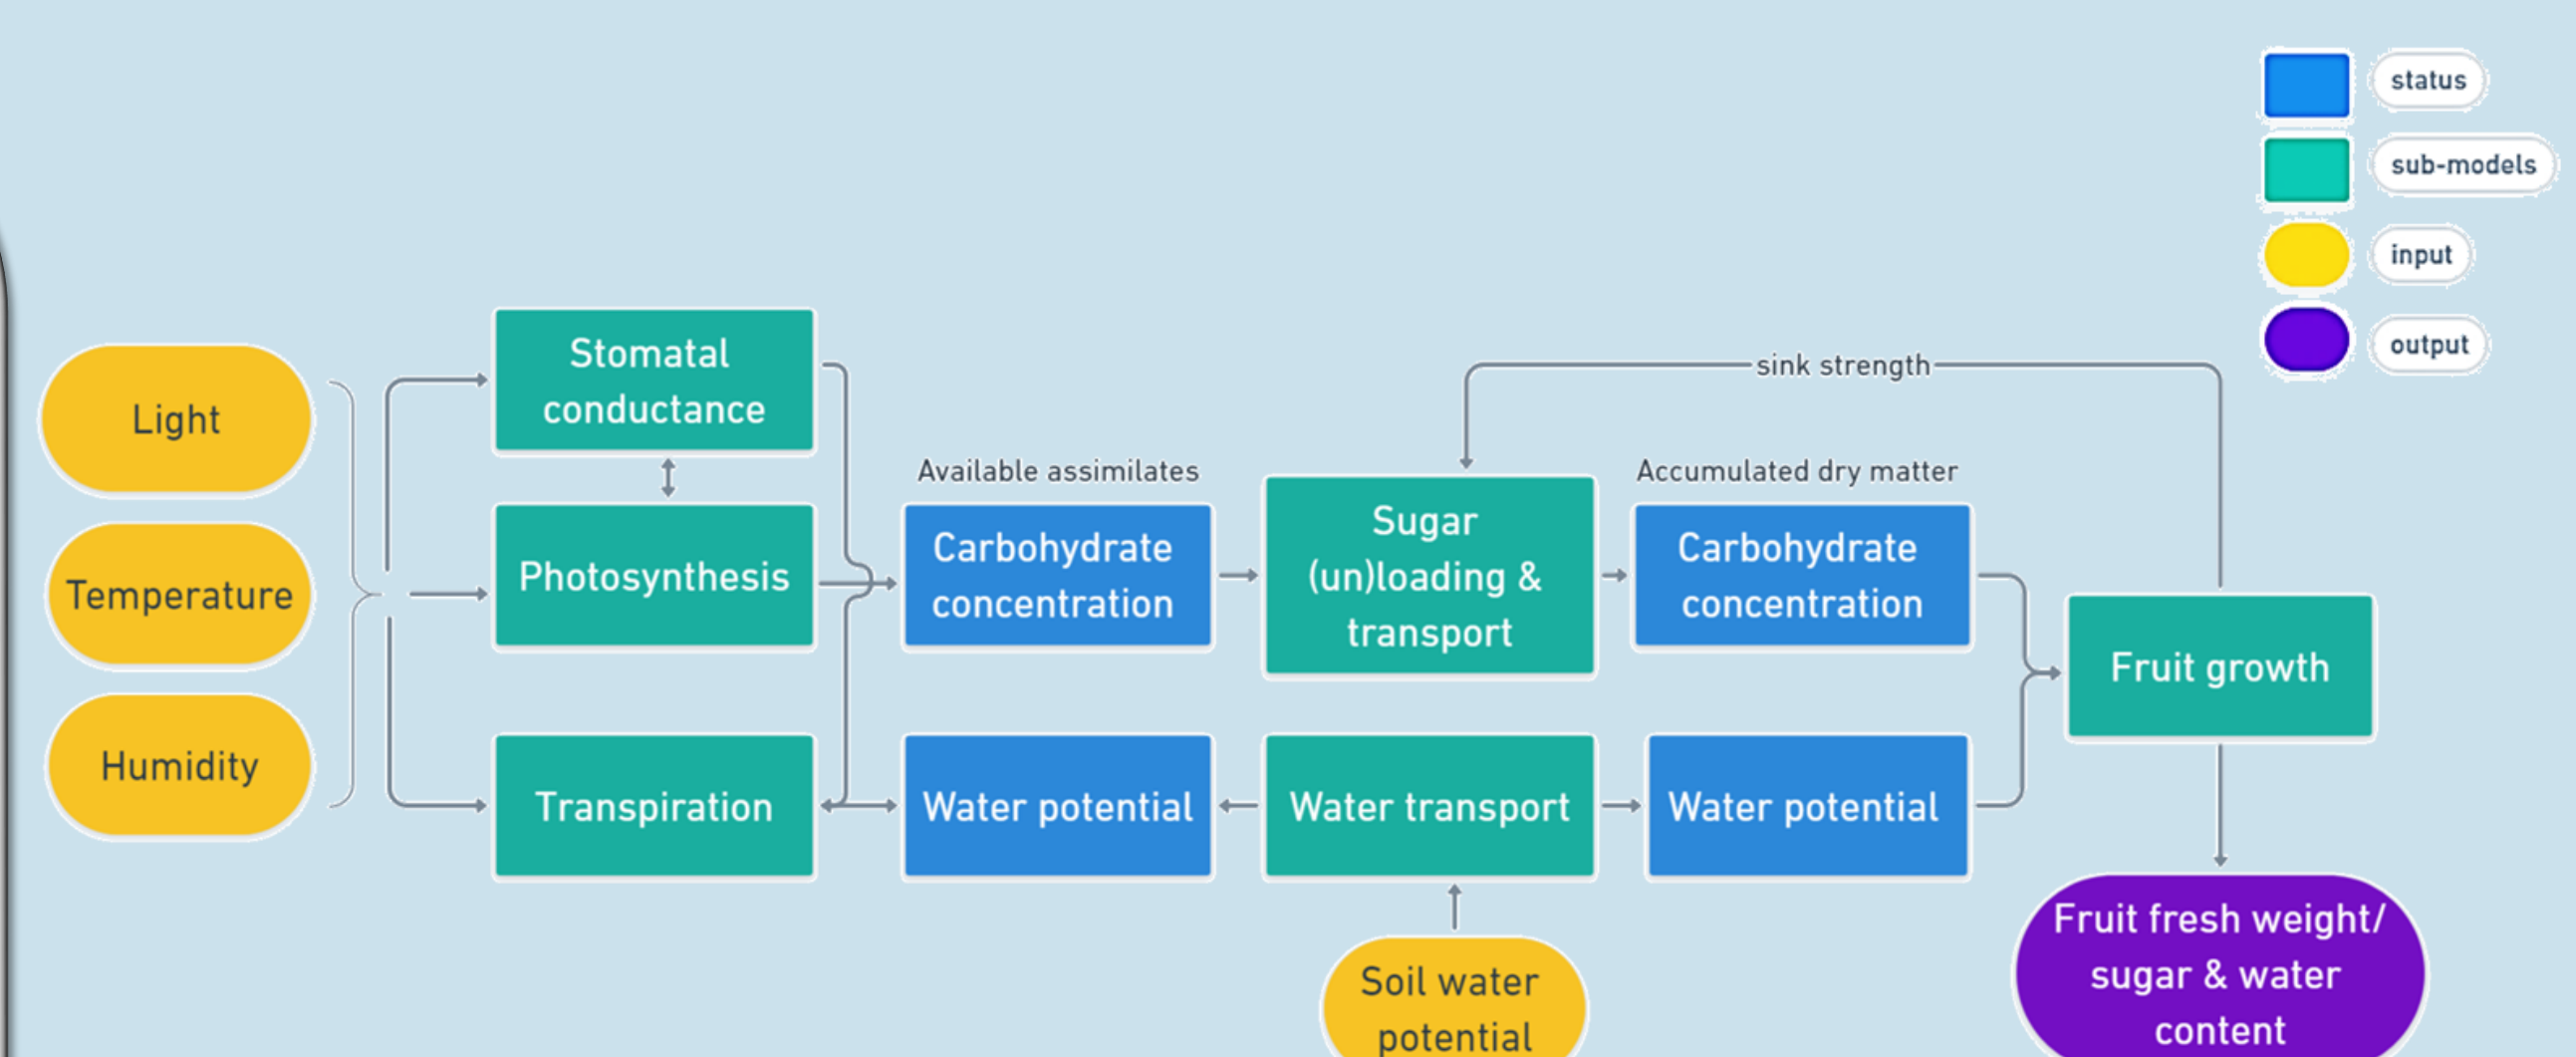 status
sub-models
input
output
Light
Temperature
Humidity
Stomatal
conductance
Photosynthesis
Transpiration
Available assimilates
Carbohydrate
concentration
Water potential
sink strength
Sugar
(un)loading &
transport
Water transport
Soil water
potential
Accumulated dry matter
Carbohydrate
concentration
Water potential
Fruit growth
Fruit fresh weight/
sugar & water
content